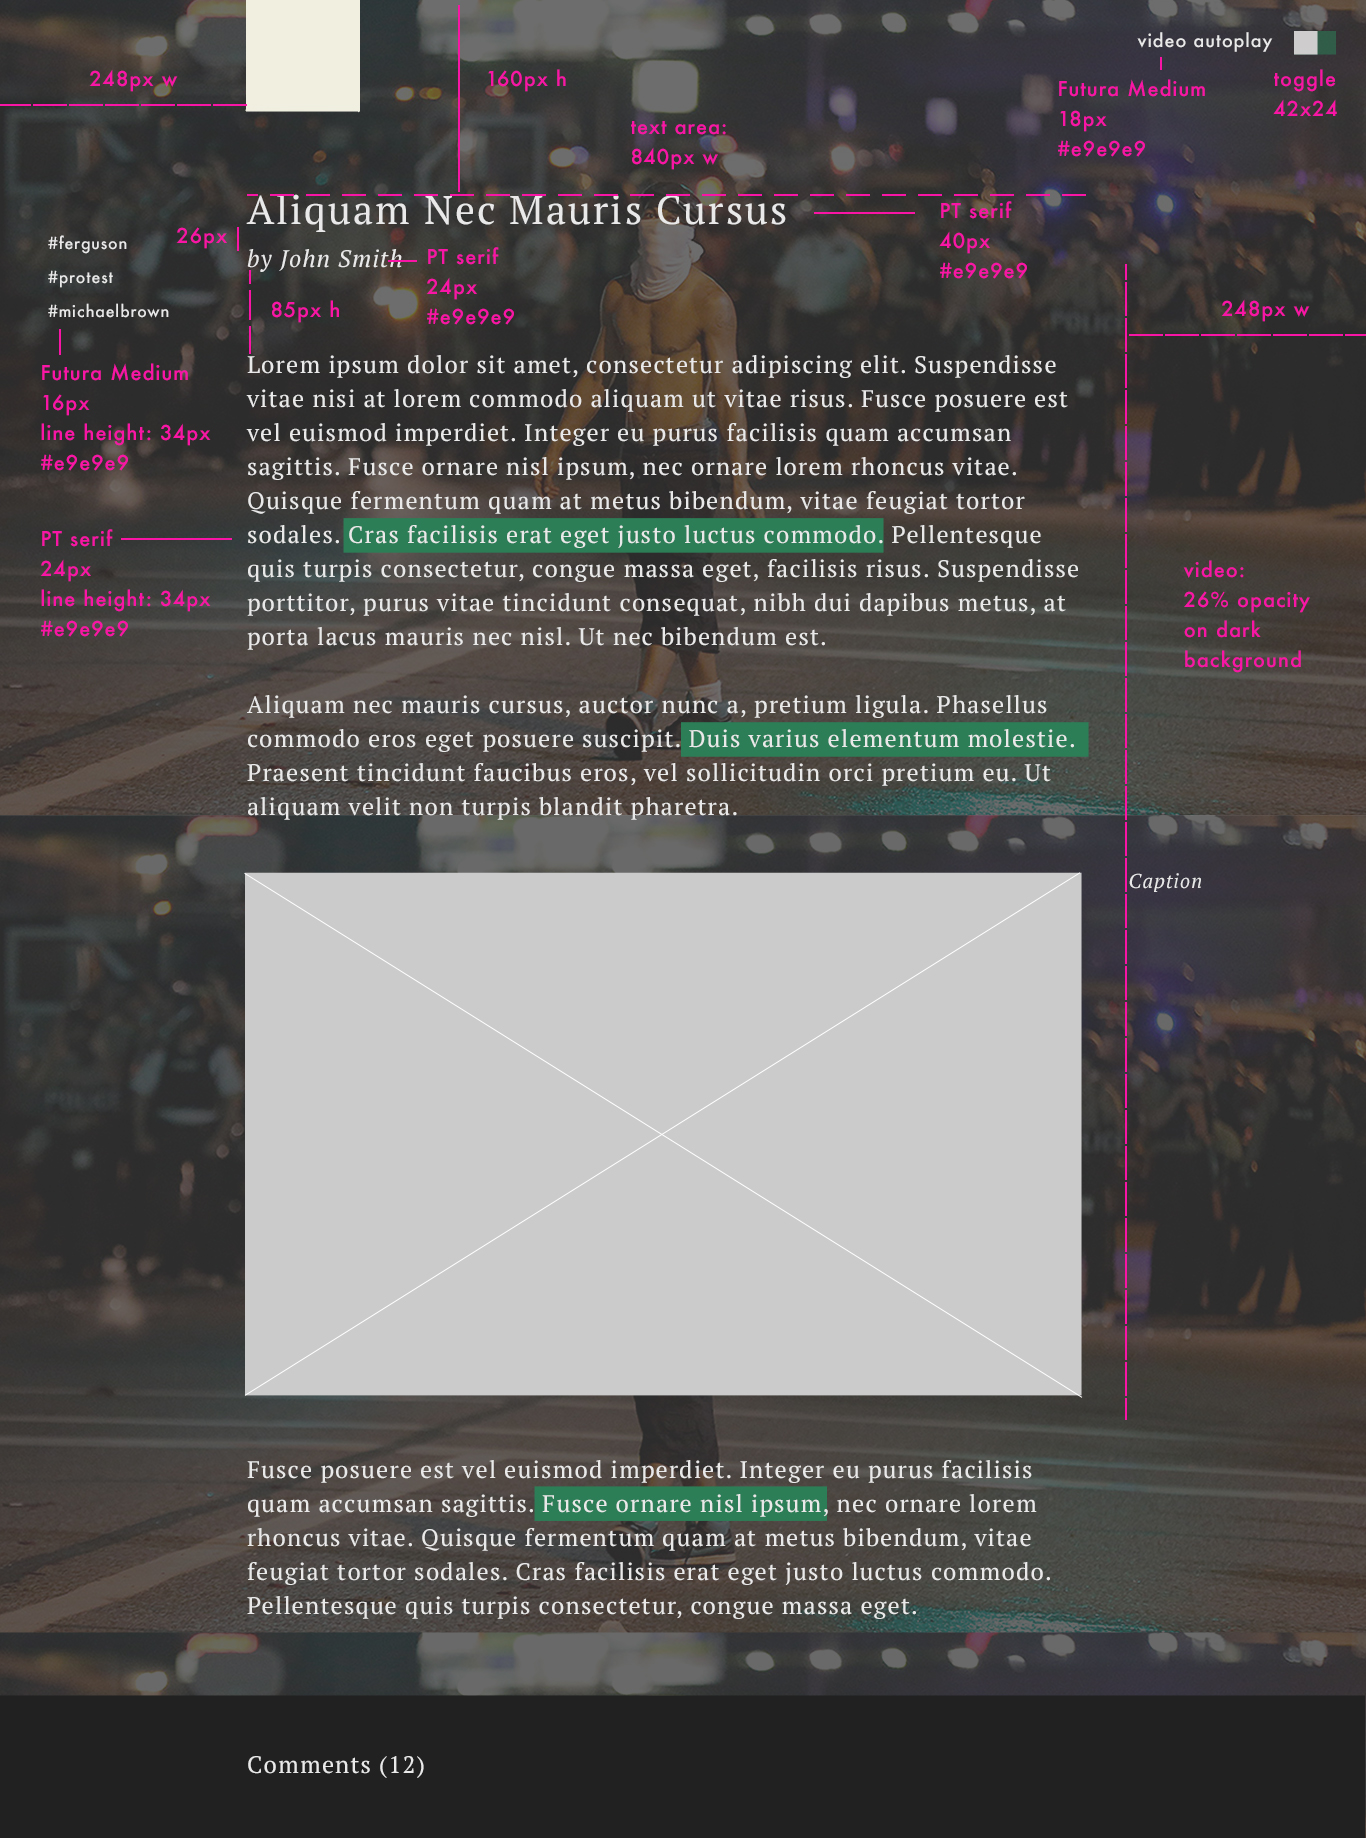 video autoplay
248px w
160px h
Futura Medium
18px
#e9e9e9
toggle
42x24
text area:
840px w
Aliquam Nec Mauris Cursus
PT serif
40px
#e9e9e9
#ferguson
#protest
#michaelbrown
26px
by John Smith
PT serif
24px
#e9e9e9
85px h
248px w
Futura Medium
16px
line height: 34px
#e9e9e9
Lorem ipsum dolor sit amet, consectetur adipiscing elit. Suspendisse
vitae nisi at lorem commodo aliquam ut vitae risus. Fusce posuere est
vel euismod imperdiet. Integer eu purus facilisis quam accumsan
sagittis. Fusce ornare nisl ipsum, nec ornare lorem rhoncus vitae.
Quisque fermentum quam at metus bibendum, vitae feugiat tortor
sodales. Cras facilisis erat eget justo luctus commodo. Pellentesque
quis turpis consectetur, congue massa eget, facilisis risus. Suspendisse
porttitor, purus vitae tincidunt consequat, nibh dui dapibus metus, at
porta lacus mauris nec nisl. Ut nec bibendum est.
PT serif
24px
line height: 34px
#e9e9e9
video:
26% opacity
on dark
background
Aliquam nec mauris cursus, auctor nunc a, pretium ligula. Phasellus
commodo eros eget posuere suscipit. Duis varius elementum molestie.
Praesent tincidunt faucibus eros, vel sollicitudin orci pretium eu. Ut
aliquam velit non turpis blandit pharetra.
Caption
Fusce posuere est vel euismod imperdiet. Integer eu purus facilisis
quam accumsan sagittis. Fusce ornare nisl ipsum, nec ornare lorem
rhoncus vitae. Quisque fermentum quam at metus bibendum, vitae
feugiat tortor sodales. Cras facilisis erat eget justo luctus commodo.
Pellentesque quis turpis consectetur, congue massa eget.
Comments (12)